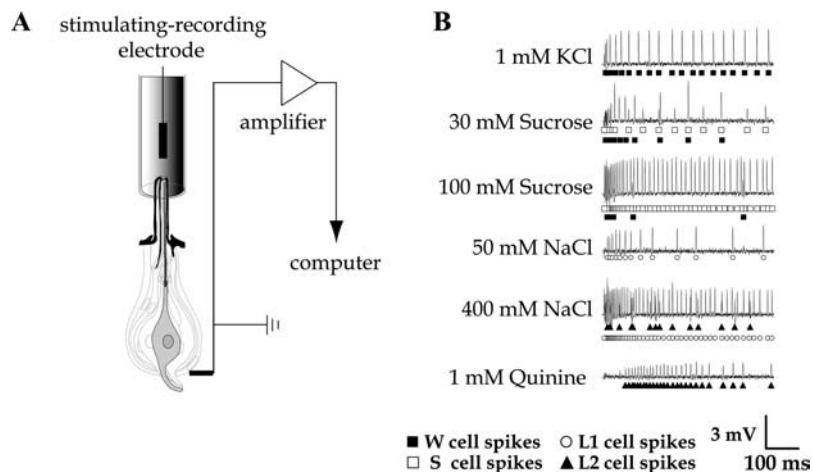 A
stimulating-recording
electrode
amplifier
computer
B
1 mM KCl
30 mM Sucrose
100 mM Sucrose
50 mM NaCl
400 mM NaCl
1 mM Quinine
■ W cell spikes ○ L1 cell spikes
□ S cell spikes ▲ L2 cell spikes
3 mV
100 ms